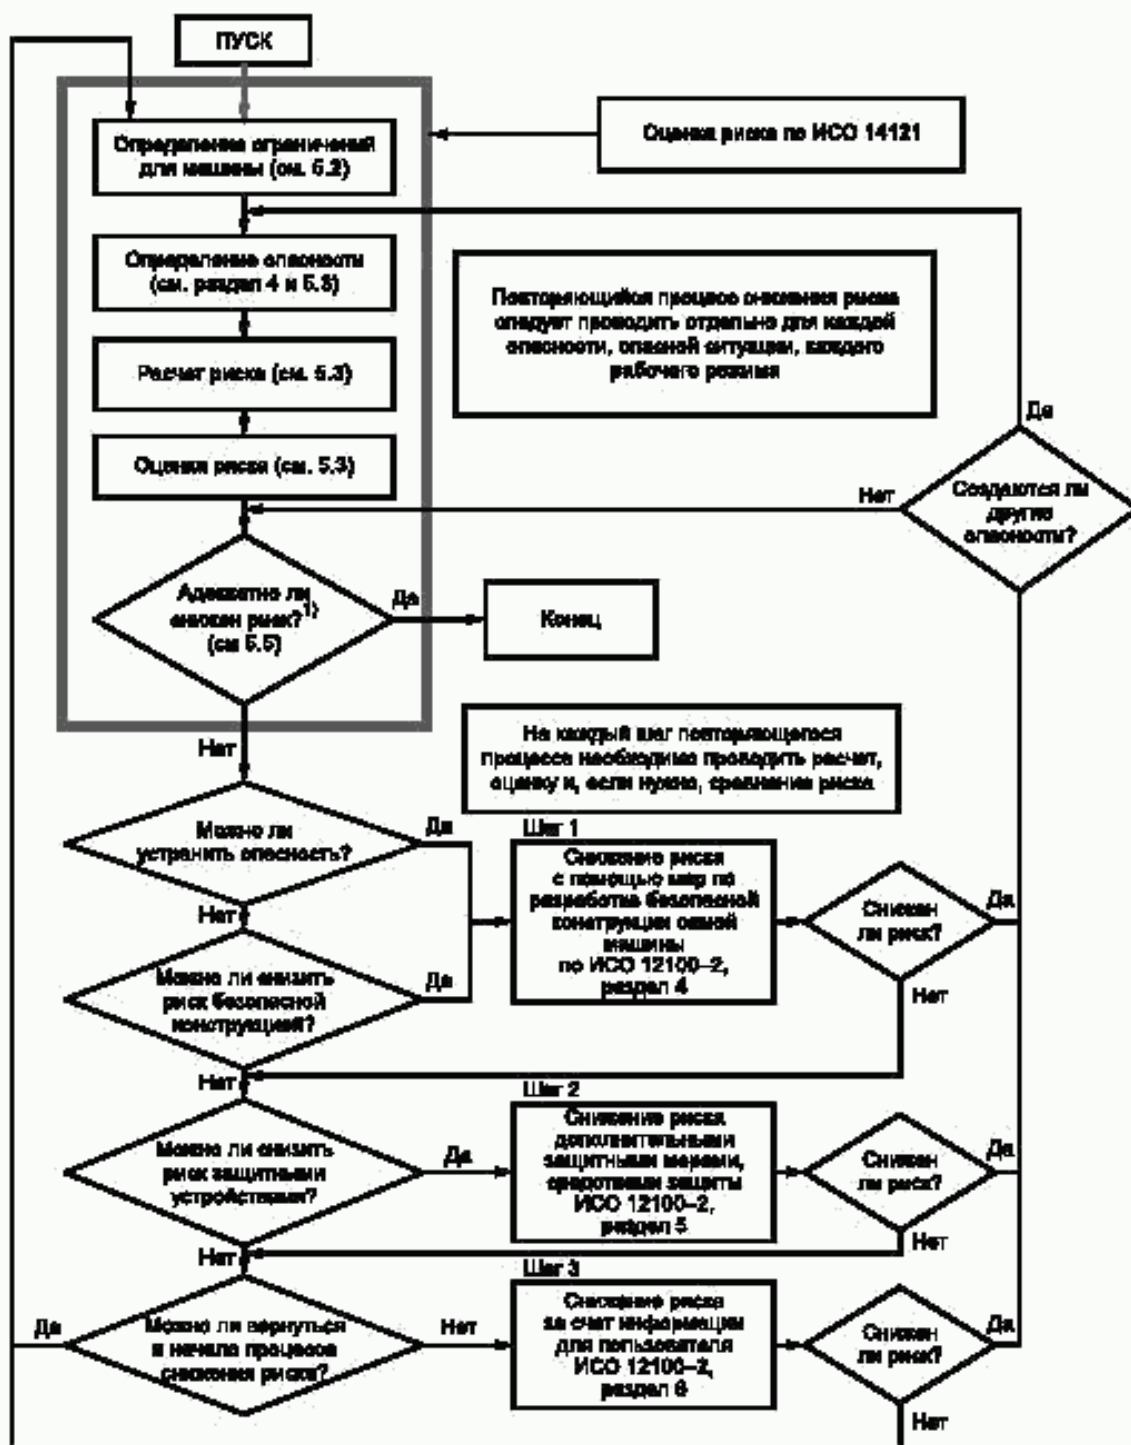 ПУСК
Определение ограничений
для машины (см. 5.2)
Оценка риска по ИСО 14121
Определение опасности
(см. раздел 4 и 5.3)
Повторяющийся процесс снижения риска
следует проводить отдельно для каждой
опасности, опасной ситуации, каждого
рабочего режима
Расчет риска (см. 5.3)
Да
Оценка риска (см. 5.3)
Нет
Создаются ли
другие
опасности?
Адекватно ли
снижен риск?1)
(см 5.5)
Да
Конец
Нет
На каждый шаг повторяющегося
процесса необходимо проводить расчет,
оценку и, если нужно, сравнение риска
Можно ли
устранить опасность?
Да
Шаг 1
Снижение риска
с помощью мер по
разработке безопасной
конструкции самой
машины
по ИСО 12100–2,
раздел 4
Снижен
ли риск?
Да
Нет
Нет
Можно ли снизить
риск безопасной
конструкцией?
Да
Нет
Шаг 2
Можно ли снизить
риск защитными
устройствами?
Да
Снижение риска
дополнительными
защитными мерами,
средствами защиты
ИСО 12100–2,
раздел 5
Снижен
ли риск?
Да
Нет
Нет
Шаг 3
Да
Можно ли вернуться
в начало процесса
снижения риска?
Нет
Снижение риска
за счет информации
для пользователя
ИСО 12100–2,
раздел 6
Снижен
ли риск?
Да
Нет